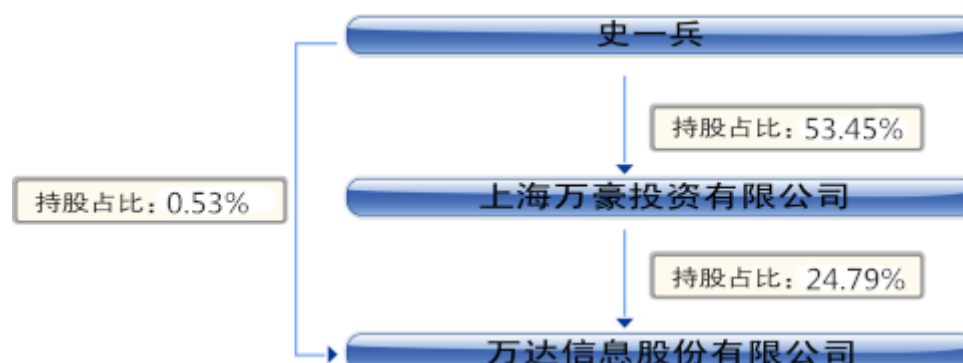 史一兵
持股占比：53.45%
持股占比：0.53%
上海万豪投资有限公司
持股占比：24.79%
万达信息股份有限公司